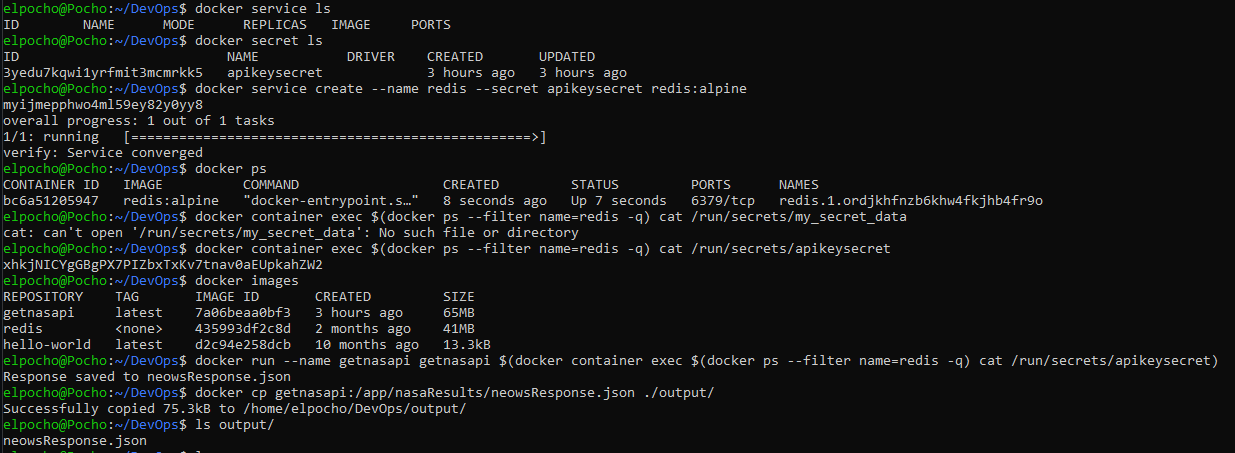 elpocho@Pocho:~/DevOps$ docker service ls
ID        NAME      MODE      REPLICAS   IMAGE     PORTS
elpocho@Pocho:~/DevOps$ docker secret ls
ID                          NAME           DRIVER    CREATED       UPDATED
3yedu7kqwi1yrfmit3mcmrkk5   apikeysecret             3 hours ago   3 hours ago
elpocho@Pocho:~/DevOps$ docker service create --name redis --secret apikeysecret redis:alpine
myijmepphwo4ml59ey82y0yy8
overall progress: 1 out of 1 tasks
1/1: running   [==================================================>]
verify: Service converged
elpocho@Pocho:~/DevOps$ docker ps
CONTAINER ID   IMAGE          COMMAND                  CREATED         STATUS         PORTS      NAMES
bc6a51205947   redis:alpine   "docker-entrypoint.s…"   8 seconds ago   Up 7 seconds   6379/tcp   redis.1.ordjkhfnzb6khw4fkjhb4fr9o
elpocho@Pocho:~/DevOps$ docker container exec $(docker ps --filter name=redis -q) cat /run/secrets/my_secret_data
cat: can't open '/run/secrets/my_secret_data': No such file or directory
elpocho@Pocho:~/DevOps$ docker container exec $(docker ps --filter name=redis -q) cat /run/secrets/apikeysecret
xhkjNICYgGBgPX7PIZbxTxKv7tnav0aEUpkahZW2
elpocho@Pocho:~/DevOps$ docker images
REPOSITORY    TAG       IMAGE ID       CREATED         SIZE
getnasapi     latest    7a06beaa0bf3   3 hours ago     65MB
redis         <none>    435993df2c8d   2 months ago    41MB
hello-world   latest    d2c94e258dcb   10 months ago   13.3kB
elpocho@Pocho:~/DevOps$ docker run --name getnasapi getnasapi $(docker container exec $(docker ps --filter name=redis -q) cat /run/secrets/apikeysecret)
Response saved to neowsResponse.json
elpocho@Pocho:~/DevOps$ docker cp getnasapi:/app/nasaResults/neowsResponse.json ./output/
Successfully copied 75.3kB to /home/elpocho/DevOps/output/
elpocho@Pocho:~/DevOps$ ls output/
neowsResponse.json